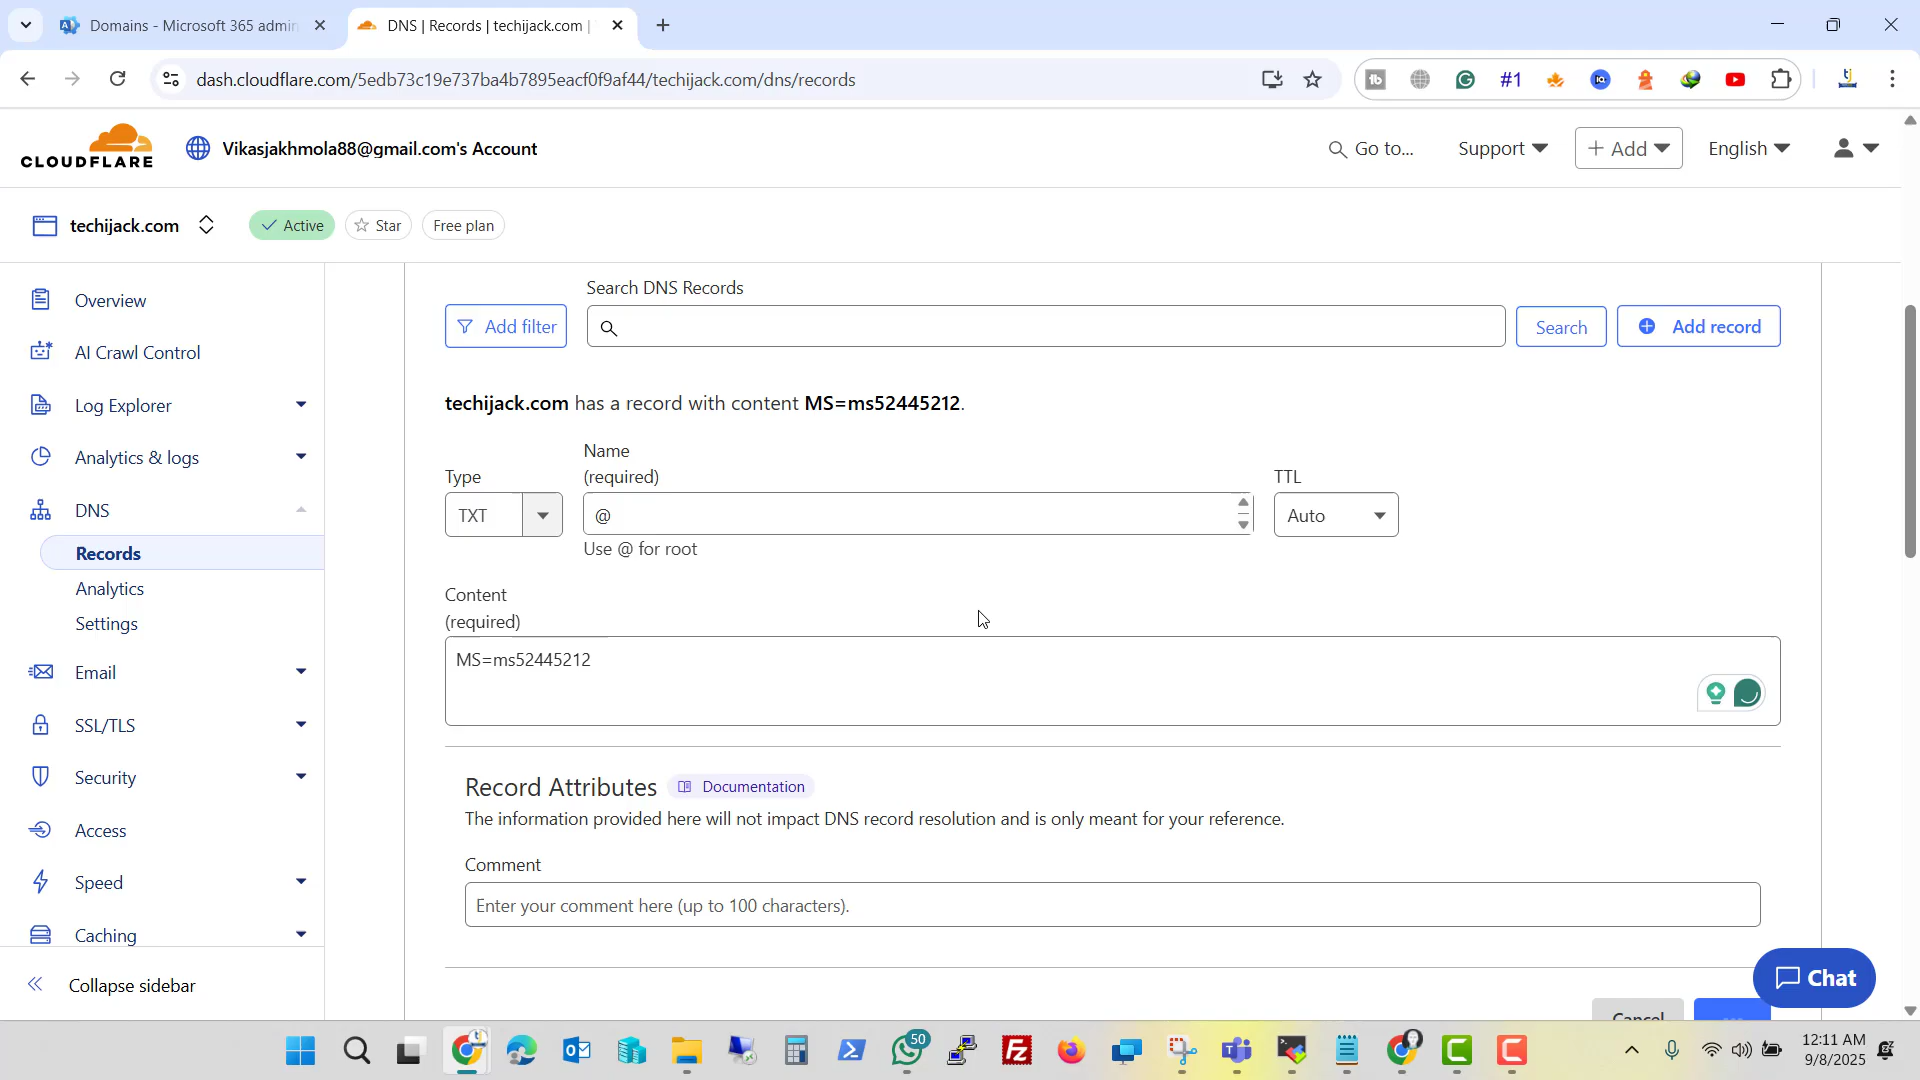 Domains - Microsoft 365 admin
DNS | Records | techijack.com |
dash.cloudflare.com/5edb73c19e737ba4b7895eacf0f9af44/techijack.com/dns/records
#1
CLOUDFLARE
Vikasjakhmola88@gmail.com's Account
Go to...
Support
Add
English
techijack.com
Active
Star
Free plan
Overview
AI Crawl Control
Log Explorer
Analytics & logs
DNS
Records
Analytics
Settings
Email
SSL/TLS
Security
Access
Speed
Caching
Collapse sidebar
Search DNS Records
Add filter
Search
Add record
techijack.com has a record with content MS=ms52445212.
Type
Name
(required)
TTL
TXT
@
Auto
Use @ for root
Content
(required)
MS=ms52445212
Record Attributes
Documentation
The information provided here will not impact DNS record resolution and is only meant for your reference.
Comment
Enter your comment here (up to 100 characters).
Cancel
Chat
50
12:11 AM
9/8/2025